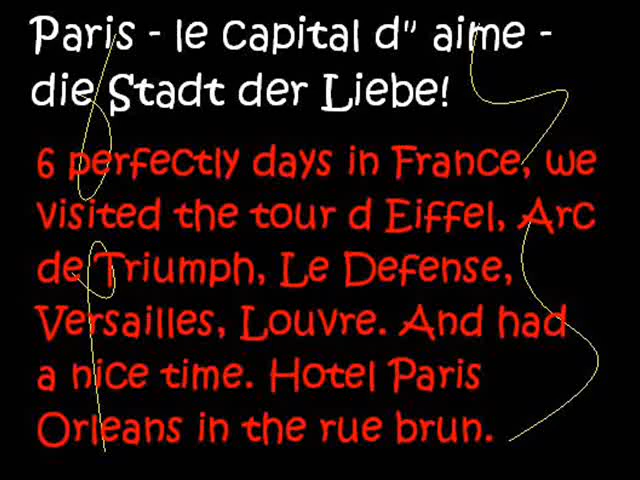 Paris - le capital d" aime -
die Stadt der Liebe!
6 perfectly days in France, we
visited the tour d Eiffel, Arc
de Triumph, Le Defense,
Versailles, Louvre. And had
a nice time. Hotel Paris
Orleans in the rue brun.